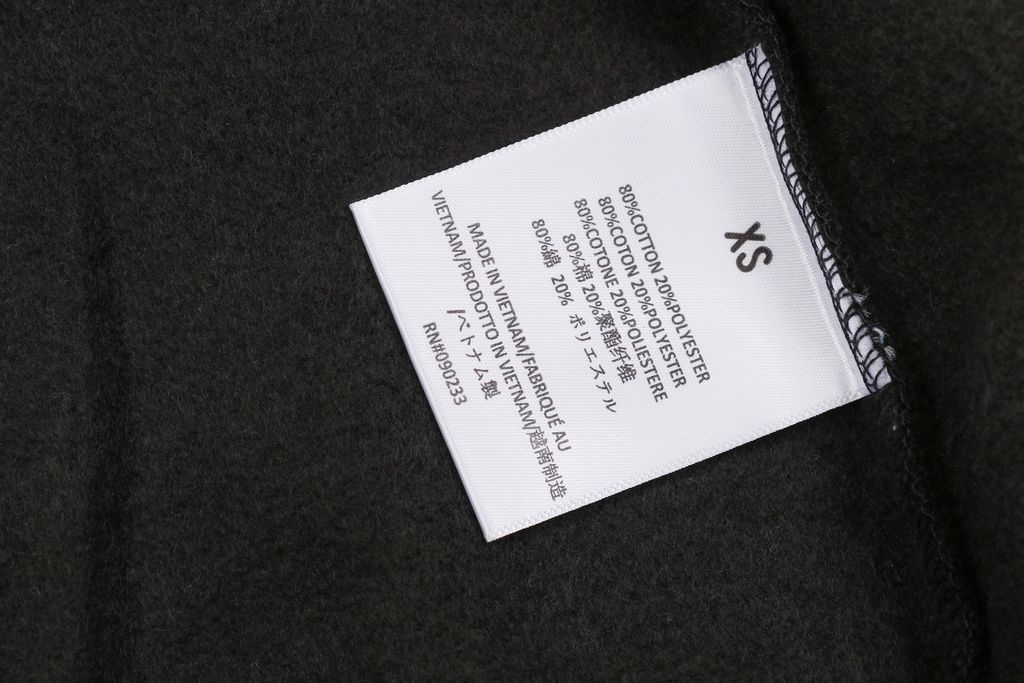 XS
80%COTTON 20%POLYESTER
80%COTON 20%POLYESTER
80%COTONE 20%POLIESTERE
80%棉 20%聚酯纤维
80%綿 20% ポリエステル
MADE IN VIETNAM/FABRIQUÉ AU
VIETNAM/PRODOTTO IN VIETNAM/越南制造
/ベトナム製
RN#090233